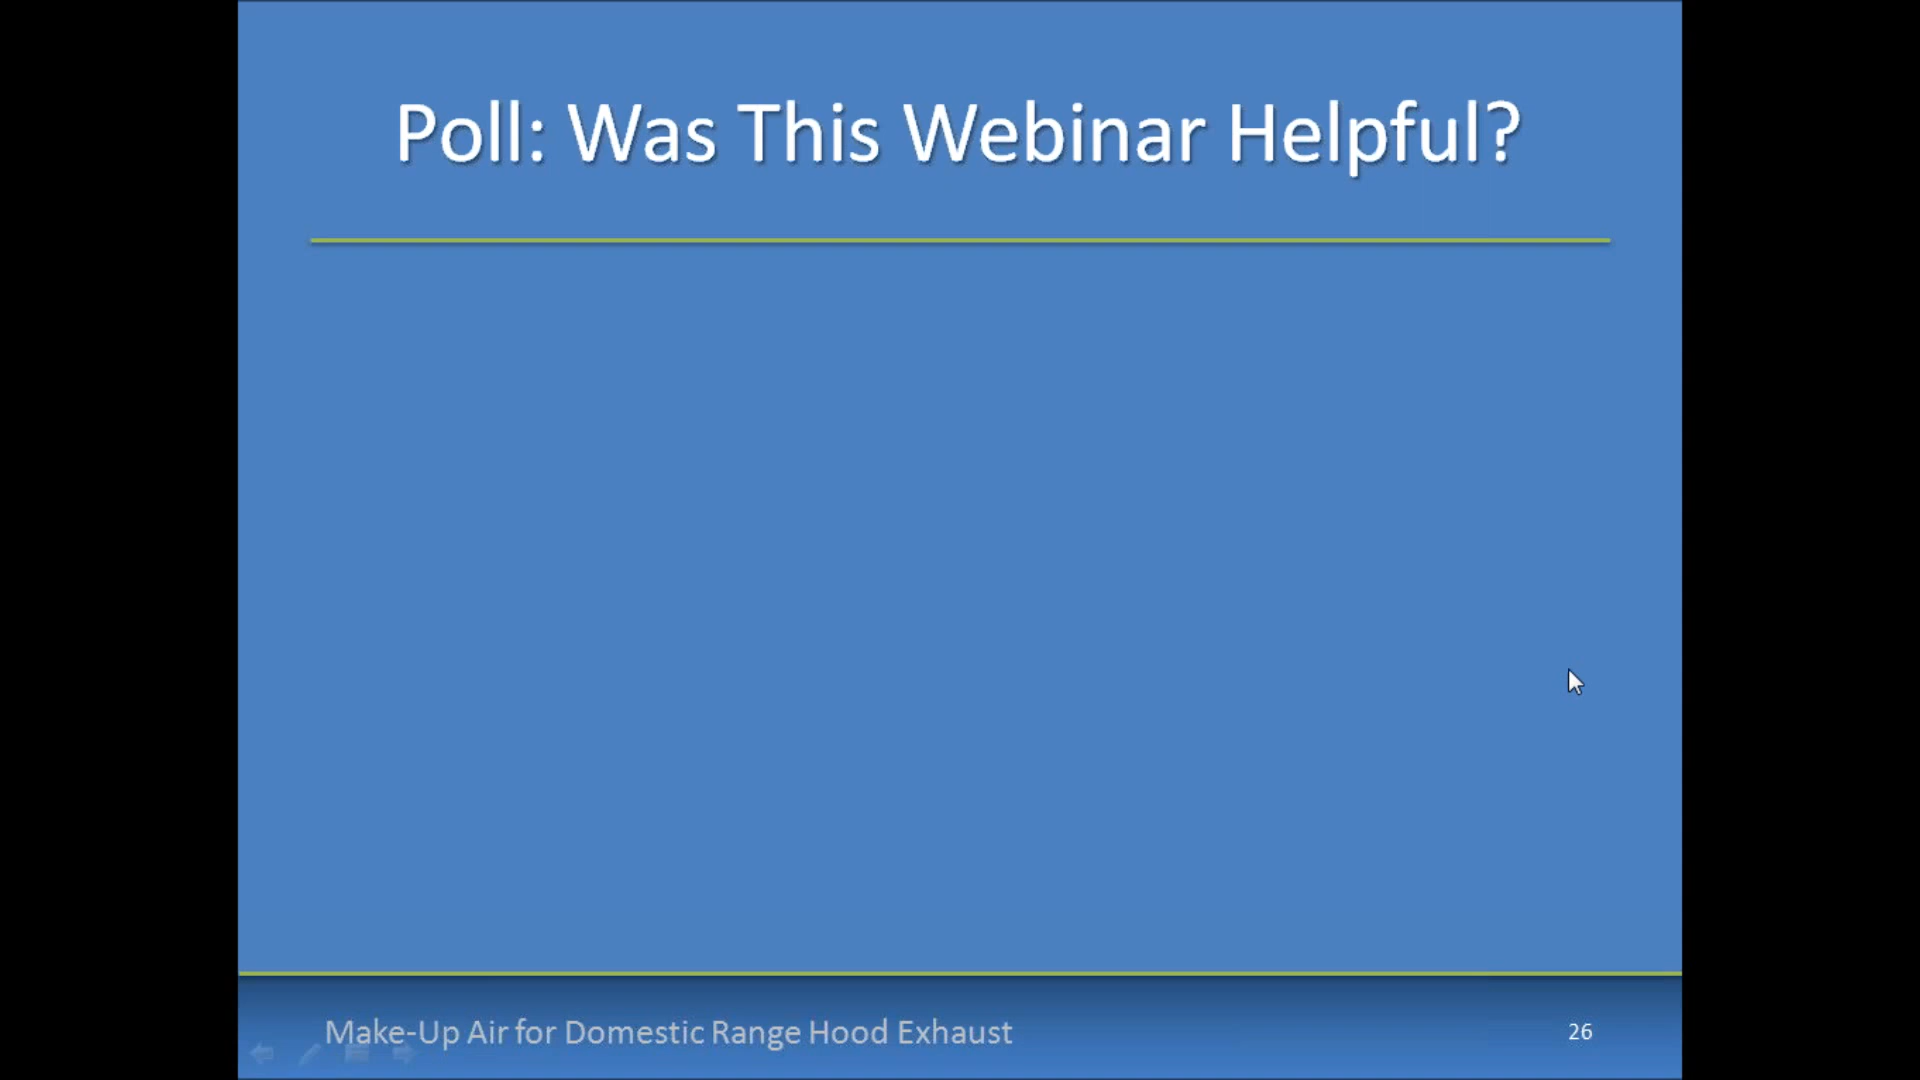 Poll: Was This Webinar Helpful?
Make-Up Air for Domestic Range Hood Exhaust
26